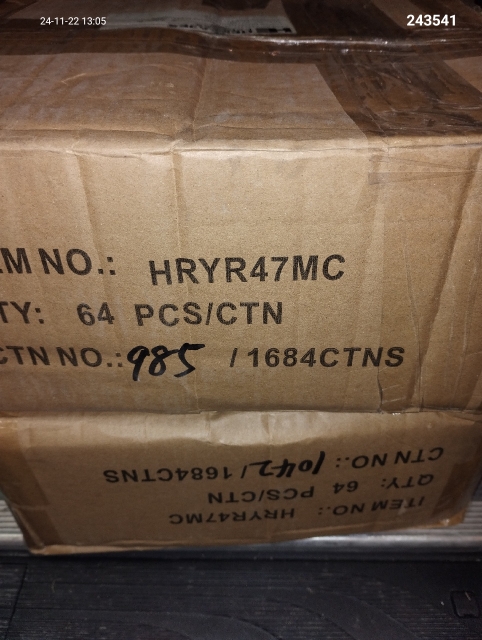 24-11-22 13:05
243541
EM NO.: HRYR47MC
TY: 64 PCS/CTN
CTN NO.: 985 / 1684CTNS
ITEM NO.: HRYR47MC
QTY: 64 PCS/CTN
CTN NO.: 1042 / 1684CTNS